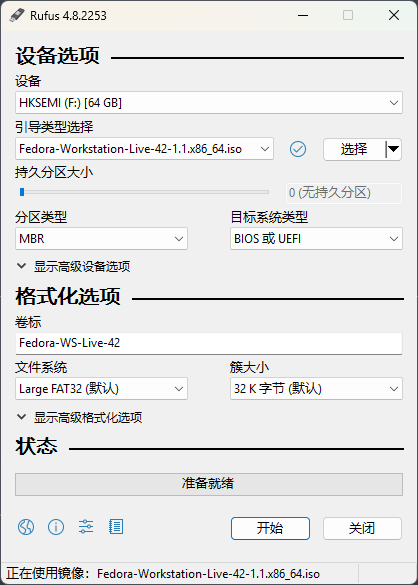 Rufus 4.8.2253
设备选项
设备
HKSEMI (F:) [64 GB]
引导类型选择
Fedora-Workstation-Live-42-1.1.x86_64.iso
选择
持久分区大小
0 (无持久分区)
分区类型
目标系统类型
MBR
BIOS 或 UEFI
显示高级设备选项
格式化选项
卷标
Fedora-WS-Live-42
文件系统
簇大小
Large FAT32 (默认)
32 K 字节 (默认)
显示高级格式化选项
状态
准备就绪
开始
关闭
正在使用镜像：Fedora-Workstation-Live-42-1.1.x86_64.iso